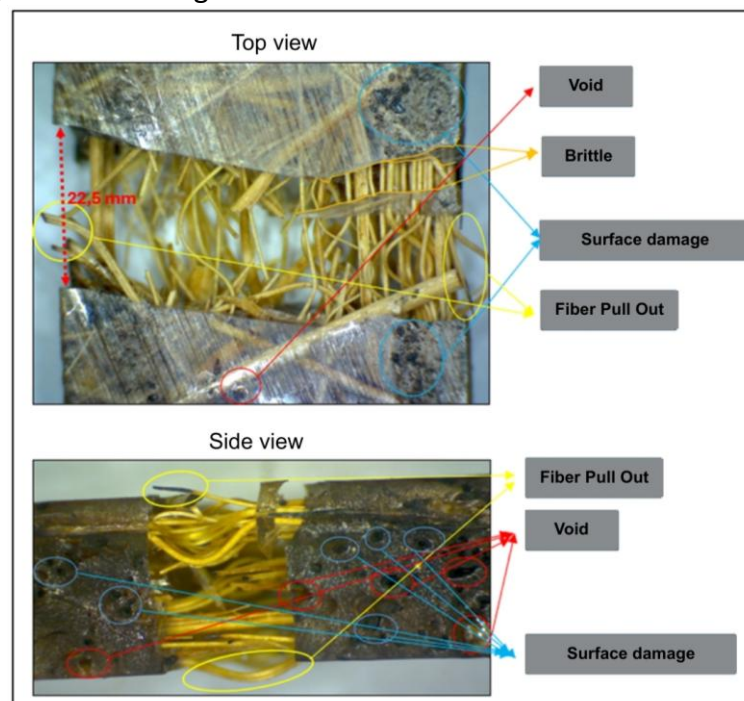 Top view
Void
Brittle
22,5 mm
Surface damage
Fiber Pull Out
Side view
Fiber Pull Out
Void
Surface damage